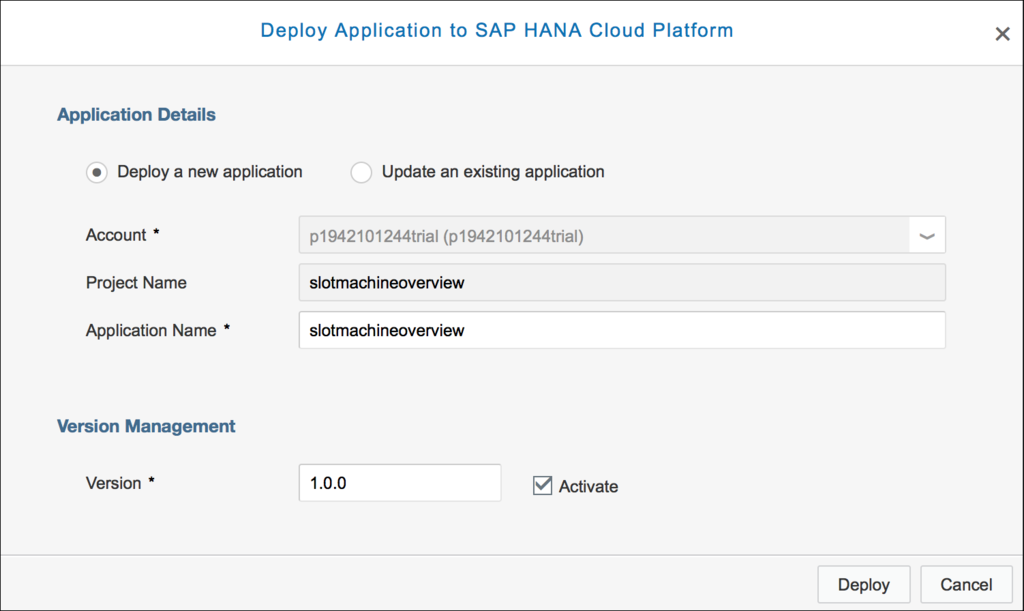 Deploy Application to SAP HANA Cloud Platform
Application Details
Deploy a new application Update an existing application
Account * p1942101244trial (p1942101244trial)
Project Name slotmachineoverview
Application Name * slotmachineoverview
Version Management
Version * 1.0.0 Activate
Deploy Cancel